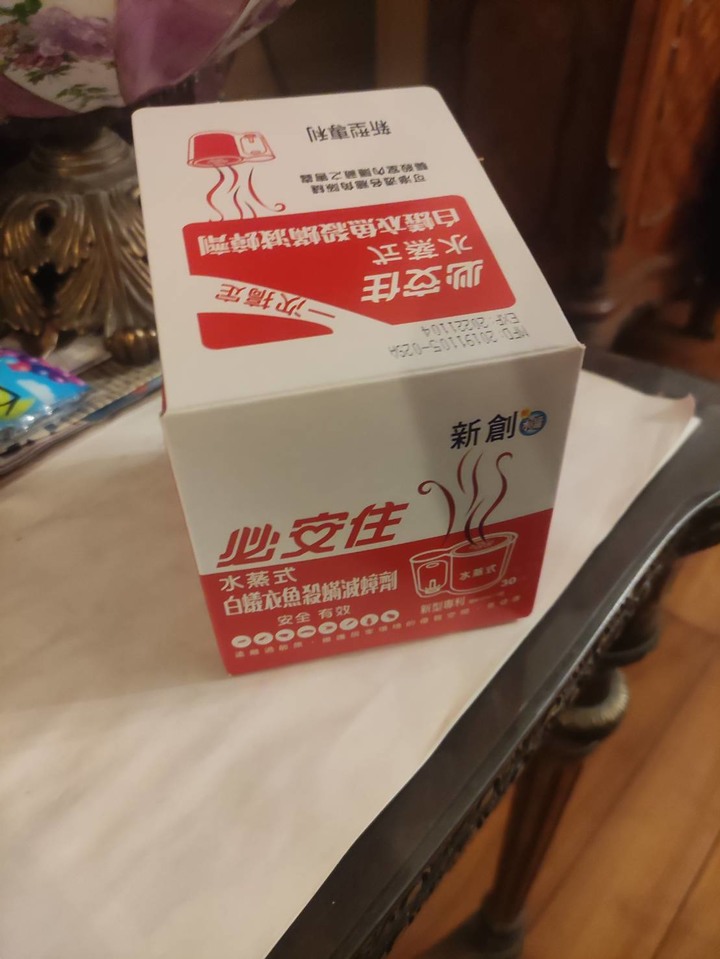 新型專利
可滲透各種角隙縫
驅殺室內隱藏之害蟲
必安住
水蒸式
白蟻衣魚殺蟎滅蟑劑
一次搞定
MFD:20191105-029A
EXP:20221104
新創
必安住
水蒸式
白蟻衣魚殺蟎滅蟑劑
安全 有效
水蒸式
30
新型專利